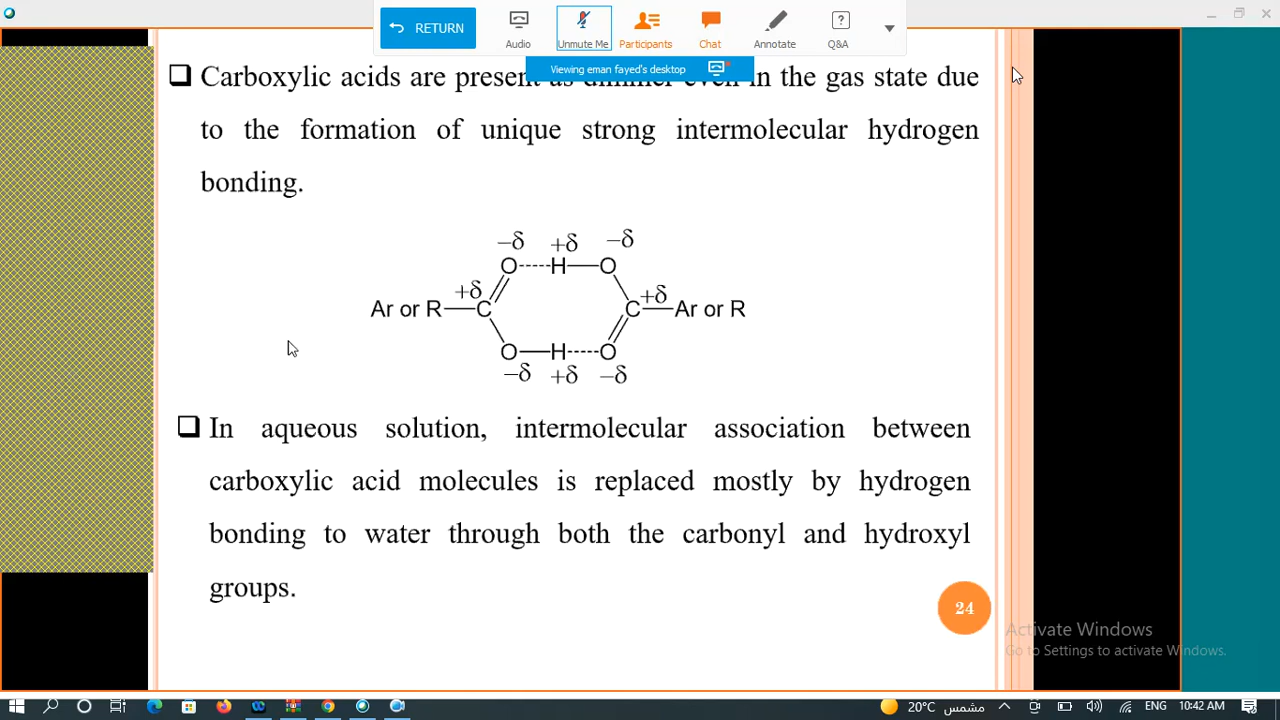 RETURN
Audio
Unmute Me
Participants
Chat
Annotate
Q&A
Viewing eman fayed's desktop
Carboxylic acids are present as dimmer even in the gas state due
to the formation of unique strong intermolecular hydrogen
bonding.
–δ +δ –δ
O H O
+δ +δ
Ar or R C C Ar or R
O H O
–δ +δ –δ
In aqueous solution, intermolecular association between
carboxylic acid molecules is replaced mostly by hydrogen
bonding to water through both the carbonyl and hydroxyl
groups.
24
Activate Windows
Go to Settings to activate Windows.
20°C مشمس
ENG
10:42 AM